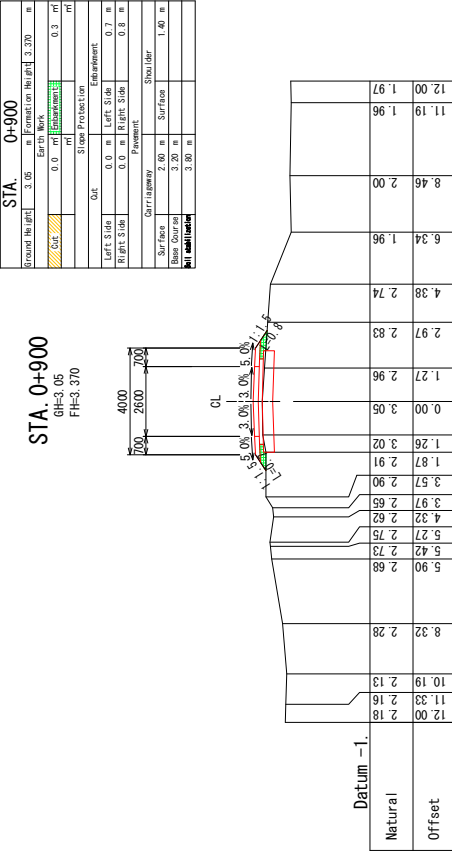 STA. 0+900
Ground Height 3.05 m Formation Height 3.370 m
Earth Work
Cut 0.0 ㎡ Embankment 0.3 ㎡
㎡ ㎡
Slope Protection
Cut Embankment
Left Side 0.0 m Left Side 0.7 m
Right Side 0.0 m Right Side 0.8 m
Pavement
Carriageway Shoulder
Surface 2.60 m Surface 1.40 m
Base Course 3.20 m
Soil stabilization 3.80 m
STA. 0+900
GH=3.05
FH=3.370
4000
700 2600 700
CL
5.0% 3.0% 3.0% 5.0%
1:1.5 1:1.5
L=0.8
Datum -1.
Natural 2.18 2.16 2.13 2.28 2.68 2.73 2.75 2.62 2.65 2.90 2.91 3.02 3.05 2.96 2.83 2.74 1.96 2.00 1.96 1.97
Offset 12.00 11.33 10.19 8.32 5.90 5.42 5.27 4.32 3.97 3.57 1.87 1.26 0.00 1.27 2.97 4.38 6.34 8.46 11.19 12.00